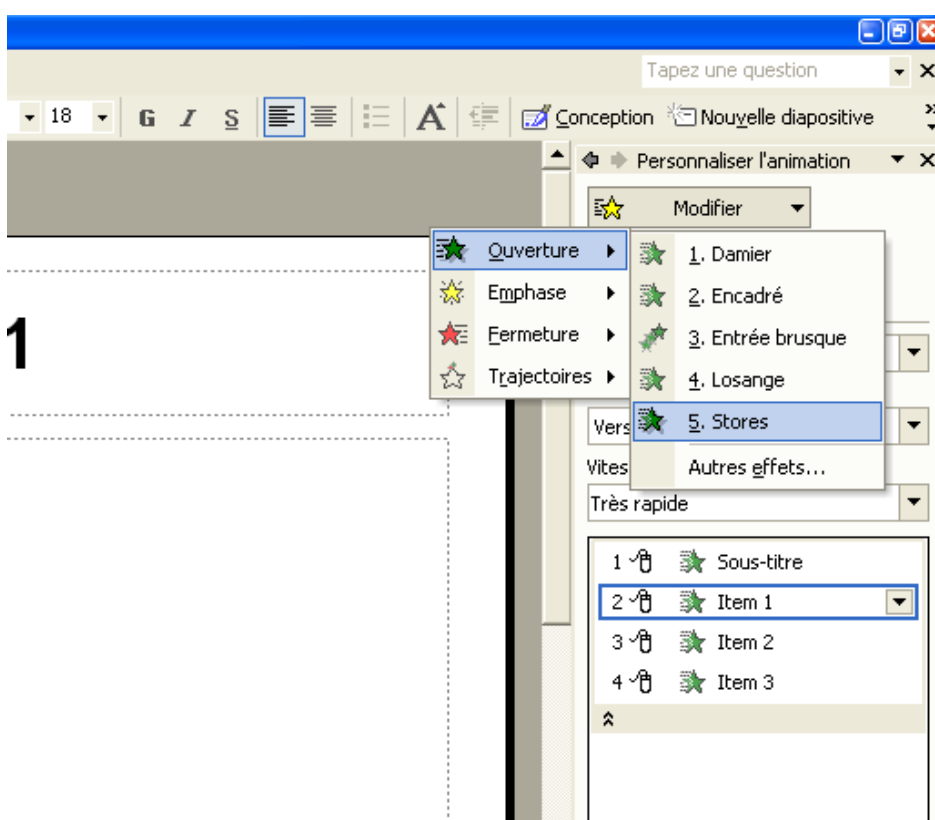 Tapez une question
18 G I S A Conception Nouvelle diapositive
Personnaliser l'animation
Modifier
Ouverture
Emphase
Fermeture
Trajectoires
1. Damier
2. Encadré
3. Entrée brusque
4. Losange
5. Stores
Autres effets...
1
Vers
Vites
Très rapide
1 Sous-titre
2 Item 1
3 Item 2
4 Item 3